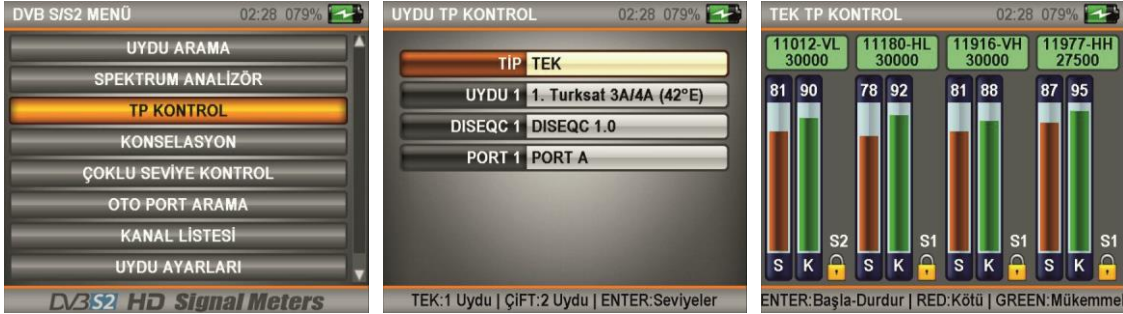 DVB S/S2 MENÜ 02:28 079%
UYDU ARAMA
SPEKTRUM ANALİZÖR
TP KONTROL
KONSELASYON
ÇOKLU SEVİYE KONTROL
OTO PORT ARAMA
KANAL LİSTESİ
UYDU AYARLARI
DVB S2 HD Signal Meters
UYDU TP KONTROL 02:28 079%
TİP TEK
UYDU 1 1. Turksat 3A/4A (42°E)
DISEQC 1 DISEQC 1.0
PORT 1 PORT A
TEK:1 Uydu | ÇİFT:2 Uydu | ENTER:Seviyeler
TEK TP KONTROL 02:28 079%
11012-VL 11180-HL 11916-VH 11977-HH
30000 30000 30000 27500
81 90 78 92 81 88 87 95
S2 S1 S1 S1
S K S K S K S K
ENTER:Başla-Durdur | RED:Kötü | GREEN:Mükemmel